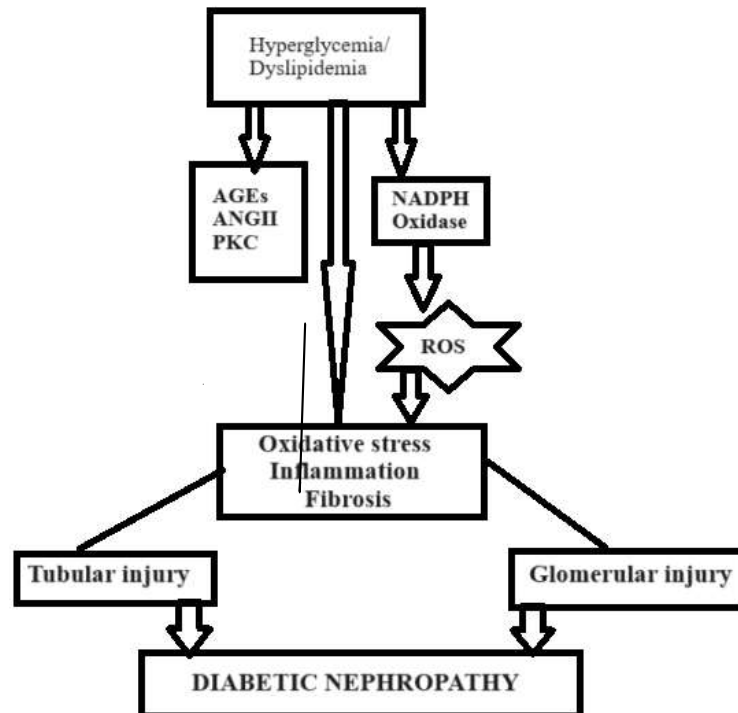 Hyperglycemia/
Dyslipidemia
AGEs
ANGII
PKC
NADPH
Oxidase
ROS
Oxidative stress
Inflammation
Fibrosis
Tubular injury
Glomerular injury
DIABETIC NEPHROPATHY